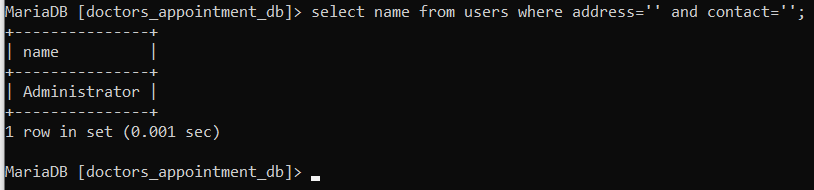 MariaDB [doctors_appointment_db]> select name from users where address='' and contact='';
+---------------+
| name          |
+---------------+
| Administrator |
+---------------+
1 row in set (0.001 sec)
MariaDB [doctors_appointment_db]> _